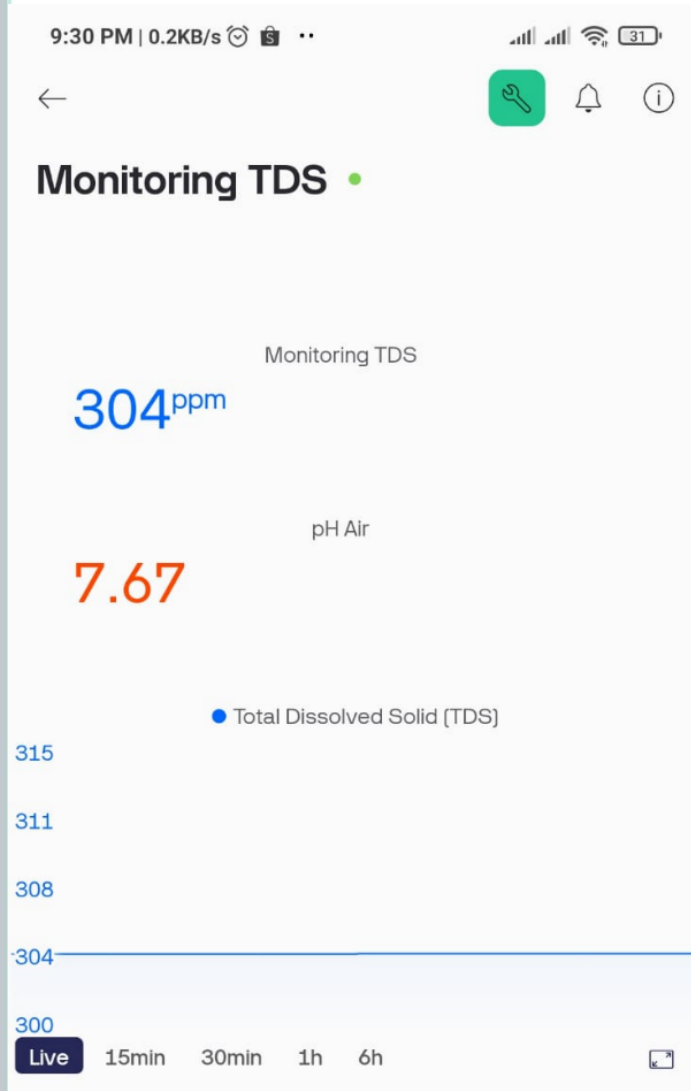 9:30 PM | 0.2KB/s
31
Monitoring TDS
Monitoring TDS
304ppm
pH Air
7.67
Total Dissolved Solid (TDS)
315
311
308
304
300
Live 15min 30min 1h 6h